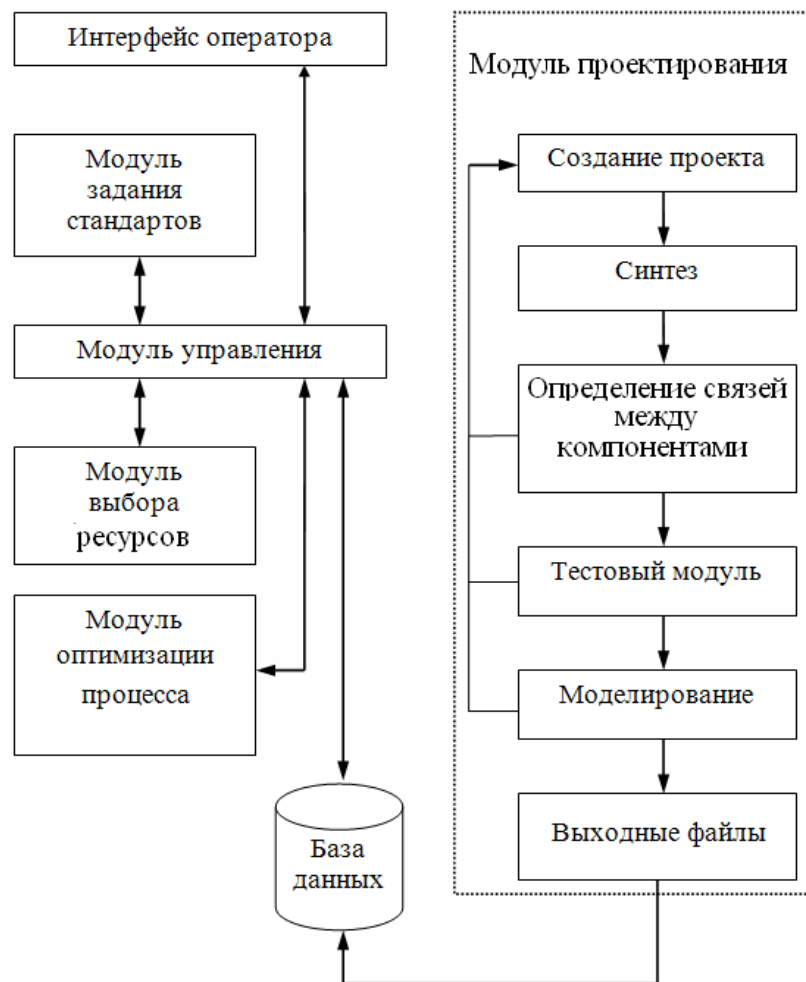 Интерфейс оператора
Модуль
задания
стандартов
Модуль управления
Модуль
выбора
ресурсов
Модуль
оптимизации
процесса
База
данных
Модуль проектирования
Создание проекта
Синтез
Определение связей
между
компонентами
Тестовый модуль
Моделирование
Выходные файлы